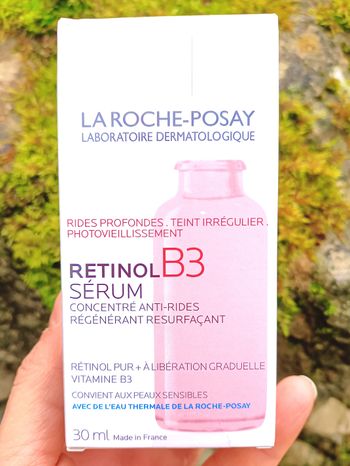 LA ROCHE-POSAY
LABORATOIRE DERMATOLOGIQUE
RIDES PROFONDES . TEINT IRRÉGULIER .
PHOTOVIEILLISSEMENT
RETINOL B3
SÉRUM
CONCENTRÉ ANTI-RIDES
RÉGÉNÉRANT RESURFAÇANT
RÉTINOL PUR + À LIBÉRATION GRADUELLE
VITAMINE B3
CONVIENT AUX PEAUX SENSIBLES
AVEC DE L'EAU THERMALE DE LA ROCHE-POSAY
30 ml Made in France